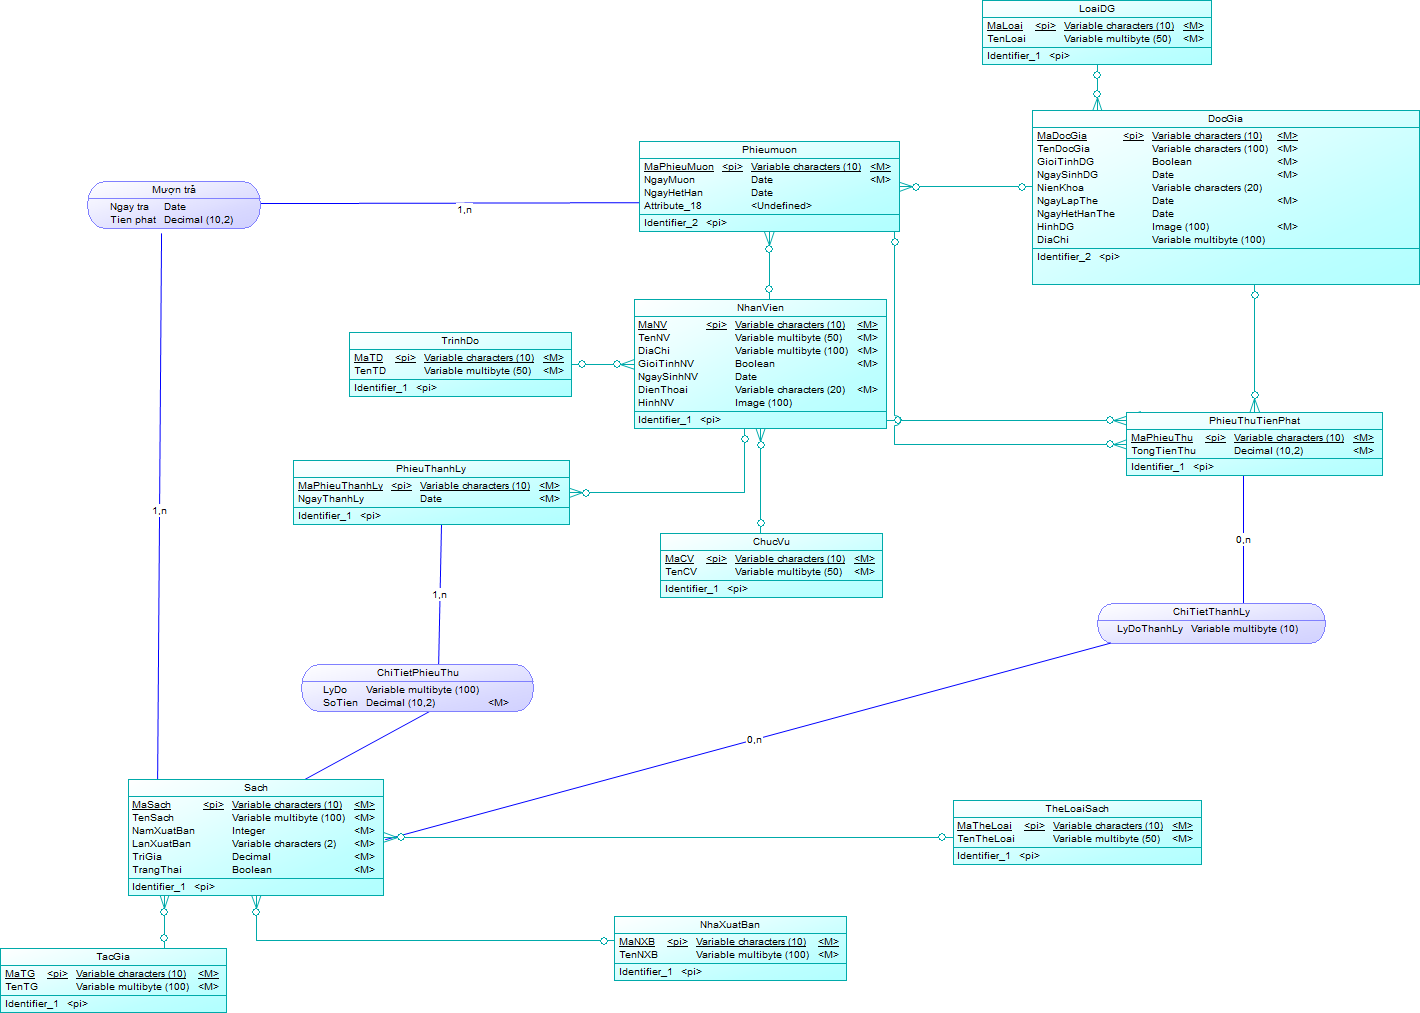 LoaiDG
MaLoai <pi> Variable characters (10) <M>
TenLoai Variable multibyte (50) <M>
Identifier_1 <pi>
DocGia
MaDocGia <pi> Variable characters (10) <M>
TenDocGia Variable characters (100) <M>
GioiTinhDG Boolean <M>
NgaySinhDG Date <M>
NienKhoa Variable characters (20)
NgayLapThe Date <M>
NgayHetHanThe Date
HinhDG Image (100) <M>
DiaChi Variable multibyte (100)
Identifier_2 <pi>
Phieumuon
MaPhieuMuon <pi> Variable characters (10) <M>
NgayMuon Date <M>
NgayHetHan Date
Attribute_18 <Undefined>
Identifier_2 <pi>
Mượn trả
Ngay tra Date
Tien phat Decimal (10,2)
1,n
NhanVien
MaNV <pi> Variable characters (10) <M>
TenNV Variable multibyte (50) <M>
DiaChi Variable multibyte (100) <M>
GioiTinhNV Boolean <M>
NgaySinhNV Date
DienThoai Variable characters (20) <M>
HinhNV Image (100)
Identifier_1 <pi>
TrinhDo
MaTD <pi> Variable characters (10) <M>
TenTD Variable multibyte (50) <M>
Identifier_1 <pi>
PhieuThuTienPhat
MaPhieuThu <pi> Variable characters (10) <M>
TongTienThu Decimal (10,2) <M>
Identifier_1 <pi>
PhieuThanhLy
MaPhieuThanhLy <pi> Variable characters (10) <M>
NgayThanhLy Date <M>
Identifier_1 <pi>
1,n
ChucVu
MaCV <pi> Variable characters (10) <M>
TenCV Variable multibyte (50) <M>
Identifier_1 <pi>
0,n
1,n
ChiTietThanhLy
LyDoThanhLy Variable multibyte (10)
ChiTietPhieuThu
LyDo Variable multibyte (100)
SoTien Decimal (10,2) <M>
0,n
Sach
MaSach <pi> Variable characters (10) <M>
TenSach Variable multibyte (100) <M>
NamXuatBan Integer <M>
LanXuatBan Variable characters (2) <M>
TriGia Decimal <M>
TrangThai Boolean <M>
Identifier_1 <pi>
TheLoaiSach
MaTheLoai <pi> Variable characters (10) <M>
TenTheLoai Variable multibyte (50) <M>
Identifier_1 <pi>
NhaXuatBan
MaNXB <pi> Variable characters (10) <M>
TenNXB Variable multibyte (100) <M>
Identifier_1 <pi>
TacGia
MaTG <pi> Variable characters (10) <M>
TenTG Variable multibyte (100) <M>
Identifier_1 <pi>